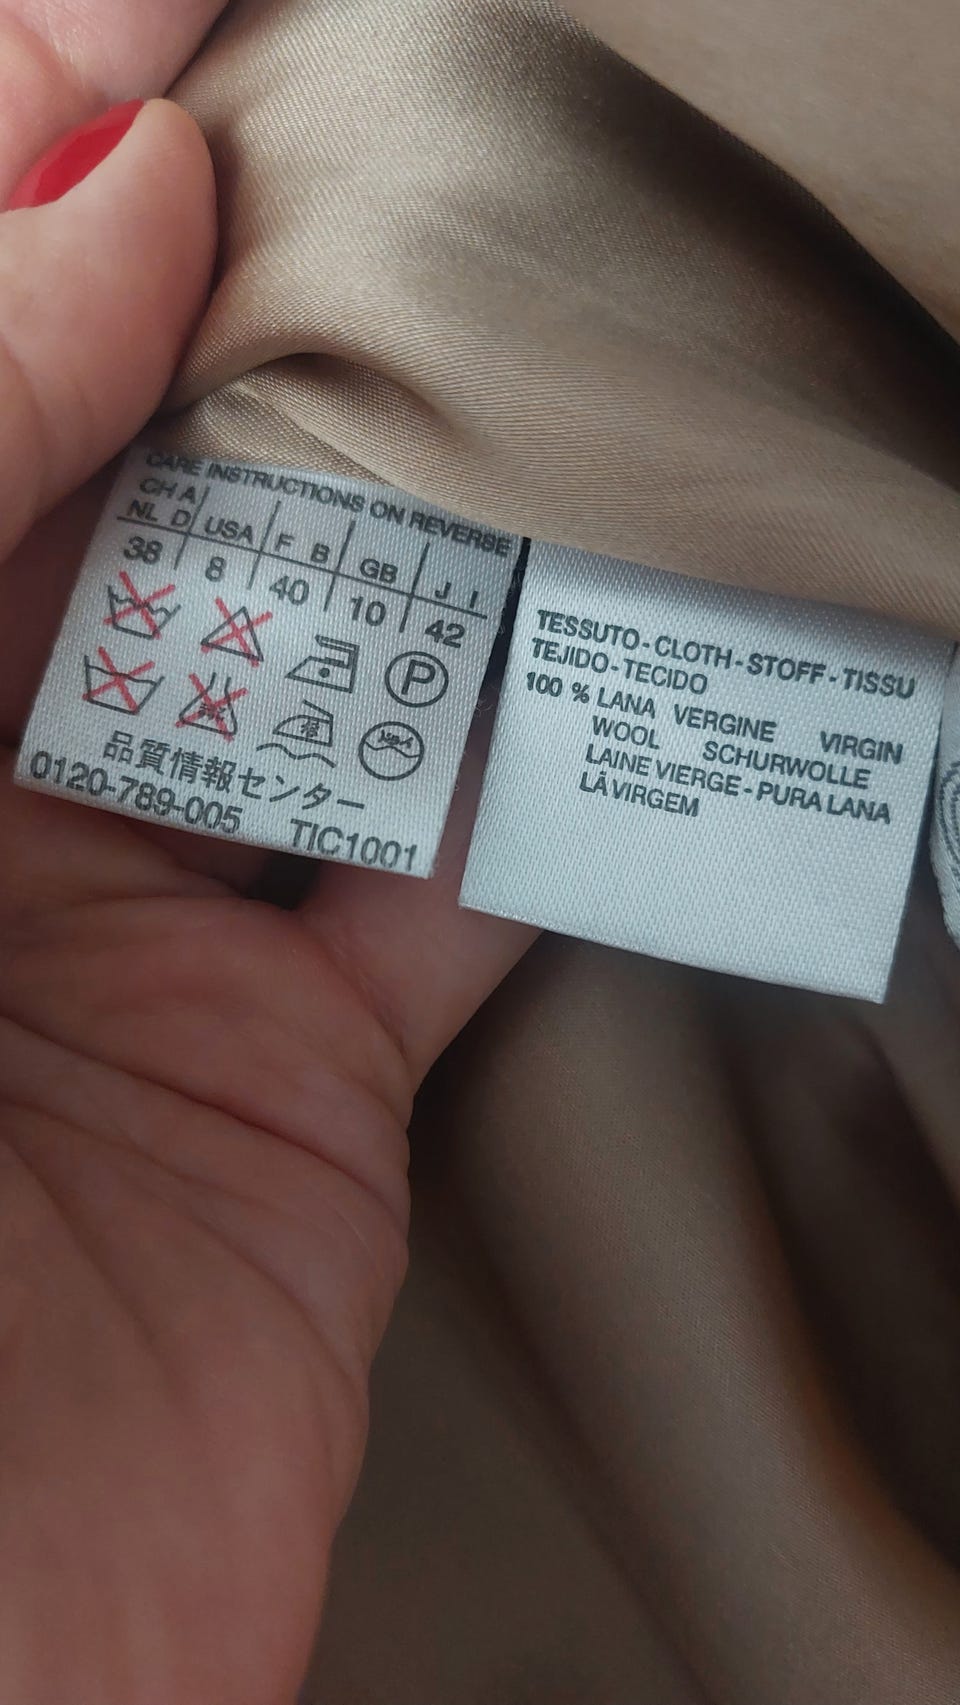 CARE INSTRUCTIONS ON REVERSE
CH A
NL D USA F B GB J I
38 8 40 10 42
P
品質情報センター
0120-789-005 TIC1001
TESSUTO-CLOTH-STOFF-TISSU
TEJIDO-TECIDO
100 % LANA VERGINE VIRGIN
WOOL SCHURWOLLE
LAINE VIERGE-PURA LANA
LÃ VIRGEM